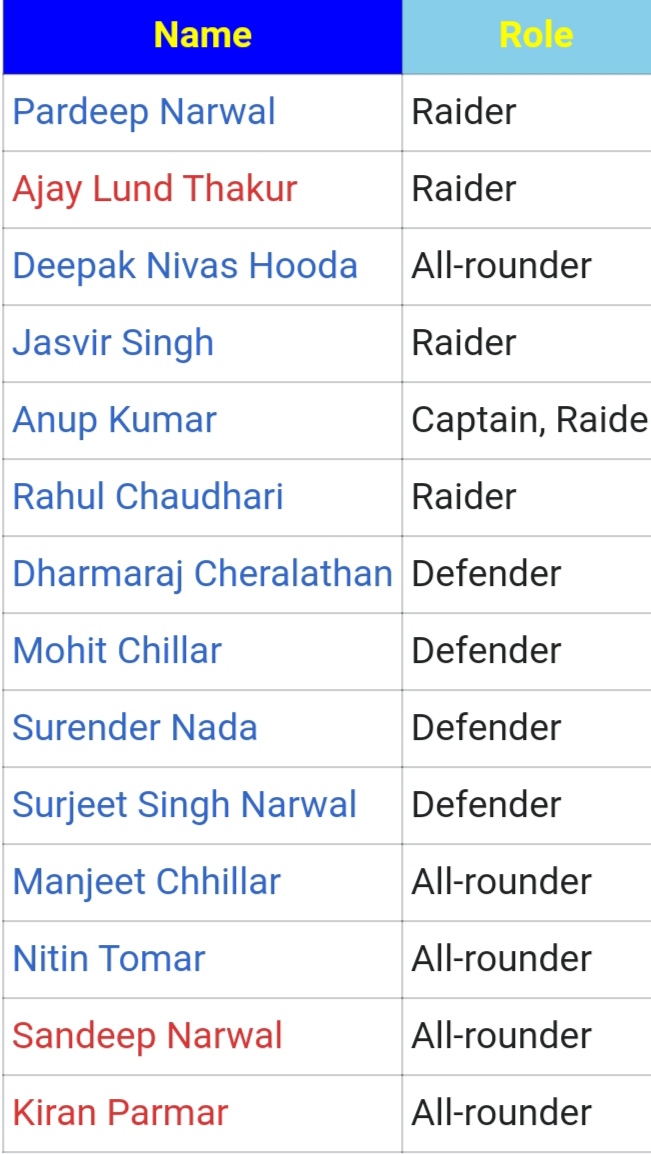 Name Role
Pardeep Narwal Raider
Ajay Lund Thakur Raider
Deepak Nivas Hooda All-rounder
Jasvir Singh Raider
Anup Kumar Captain, Raide
Rahul Chaudhari Raider
Dharmaraj Cheralathan Defender
Mohit Chillar Defender
Surender Nada Defender
Surjeet Singh Narwal Defender
Manjeet Chhillar All-rounder
Nitin Tomar All-rounder
Sandeep Narwal All-rounder
Kiran Parmar All-rounder